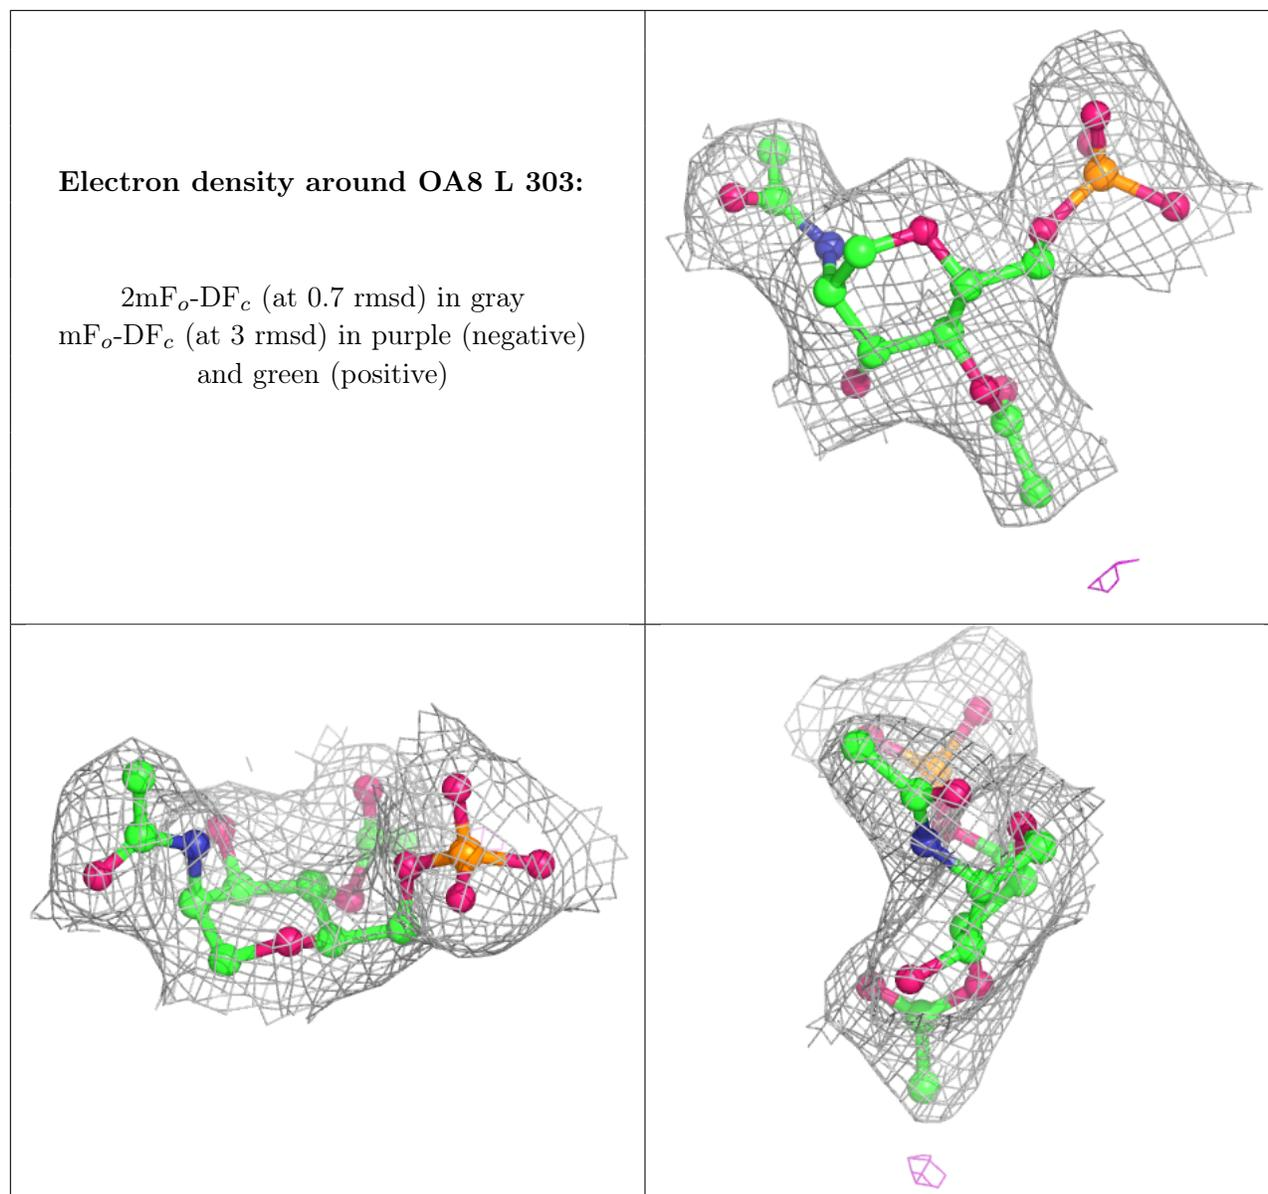 Electron density around OA8 L 303:
2mFo-DFc (at 0.7 rmsd) in gray
mFo-DFc (at 3 rmsd) in purple (negative)
and green (positive)